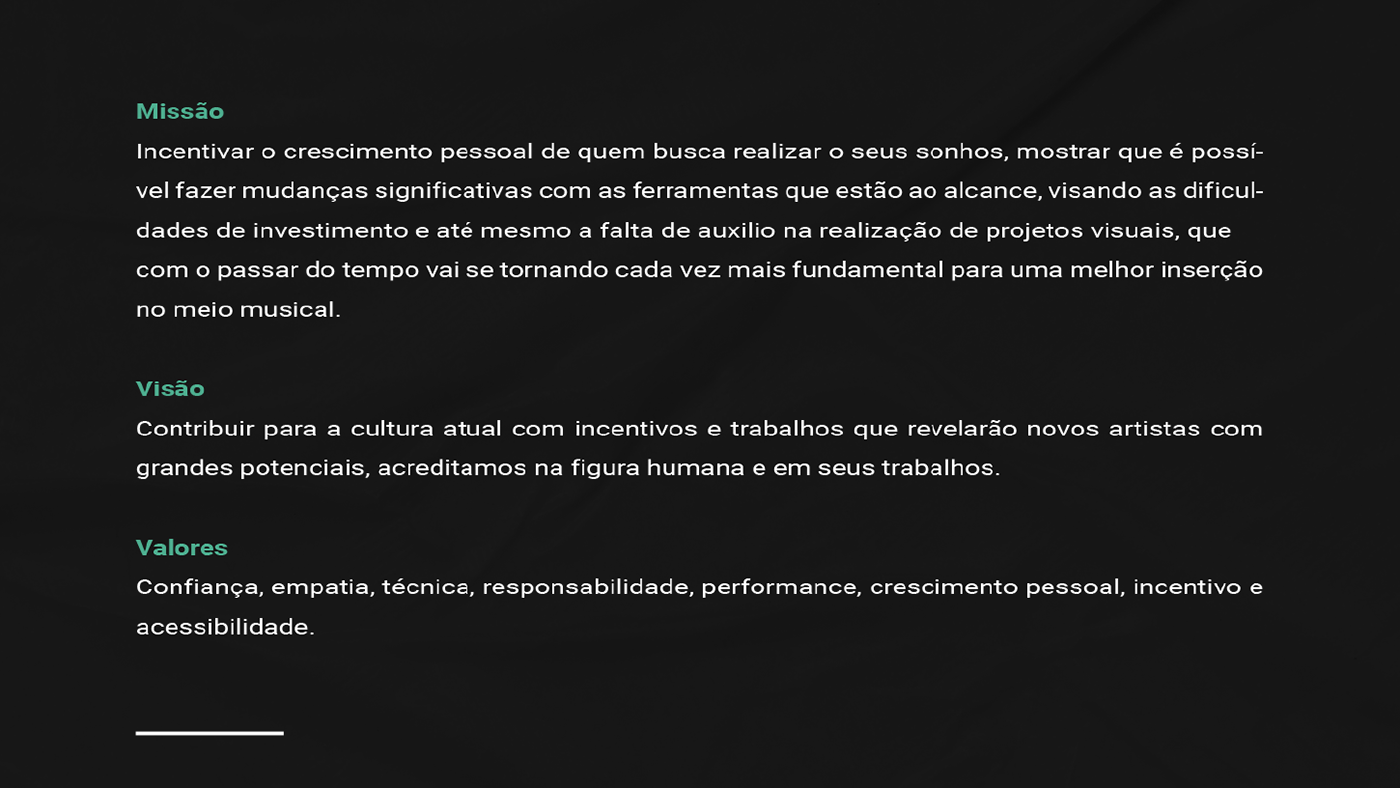 Missão
Incentivar o crescimento pessoal de quem busca realizar o seus sonhos, mostrar que é possí-
vel fazer mudanças significativas com as ferramentas que estão ao alcance, visando as dificul-
dades de investimento e até mesmo a falta de auxilio na realização de projetos visuais, que
com o passar do tempo vai se tornando cada vez mais fundamental para uma melhor inserção
no meio musical.
Visão
Contribuir para a cultura atual com incentivos e trabalhos que revelarão novos artistas com
grandes potenciais, acreditamos na figura humana e em seus trabalhos.
Valores
Confiança, empatia, técnica, responsabilidade, performance, crescimento pessoal, incentivo e
acessibilidade.